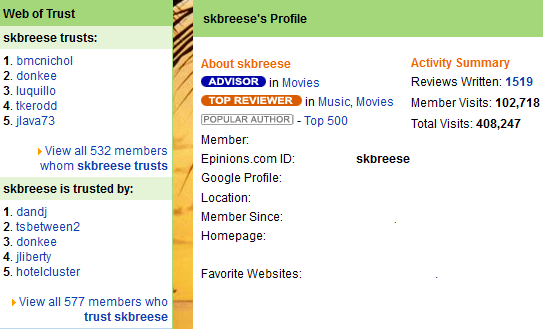 Web of Trust
skbreese trusts:
1. bmcnichol
2. donkee
3. luquillo
4. tkerodd
5. jlava73
View all 532 members
whom skbreese trusts
skbreese is trusted by:
1. dandj
2. tsbetween2
3. donkee
4. jliberty
5. hotelcluster
View all 577 members who
trust skbreese
skbreese's Profile
About skbreese
ADVISOR in Movies
TOP REVIEWER in Music, Movies
POPULAR AUTHOR - Top 500
Member:
Epinions.com ID: skbreese
Google Profile:
Location:
Member Since:
Homepage:
Favorite Websites:
Activity Summary
Reviews Written: 1519
Member Visits: 102,718
Total Visits: 408,247